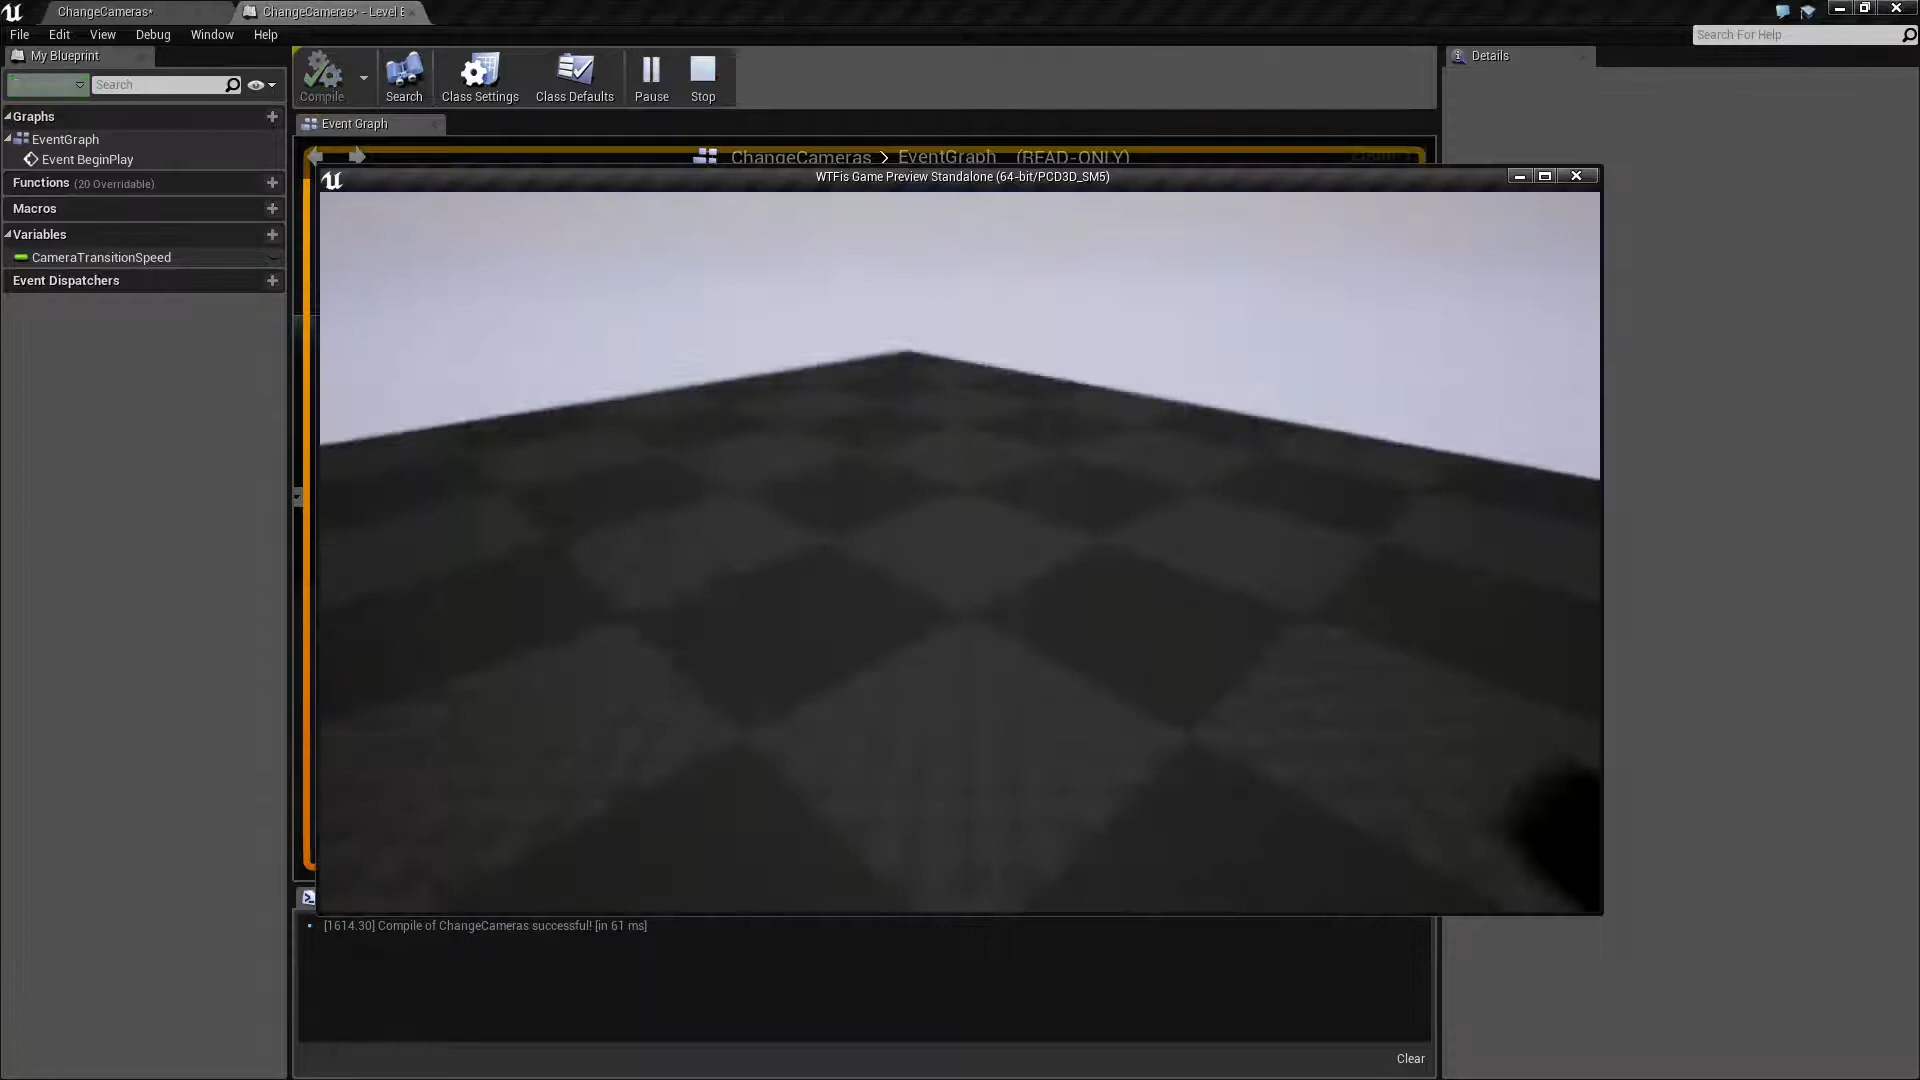 ChangeCameras*
ChangeCameras* - Level E
File Edit View Debug Window Help
Search For Help
My Blueprint
Search
Graphs
EventGraph
Event BeginPlay
Functions (20 Overridable)
Macros
Variables
CameraTransitionSpeed
Event Dispatchers
Compile
Search
Class Settings
Class Defaults
Pause
Stop
Details
Event Graph
ChangeCameras > EventGraph (READ-ONLY)
WTFis Game Preview Standalone (64-bit/PCD3D_SM5)
[1614.30] Compile of ChangeCameras successful! [in 61 ms]
Clear